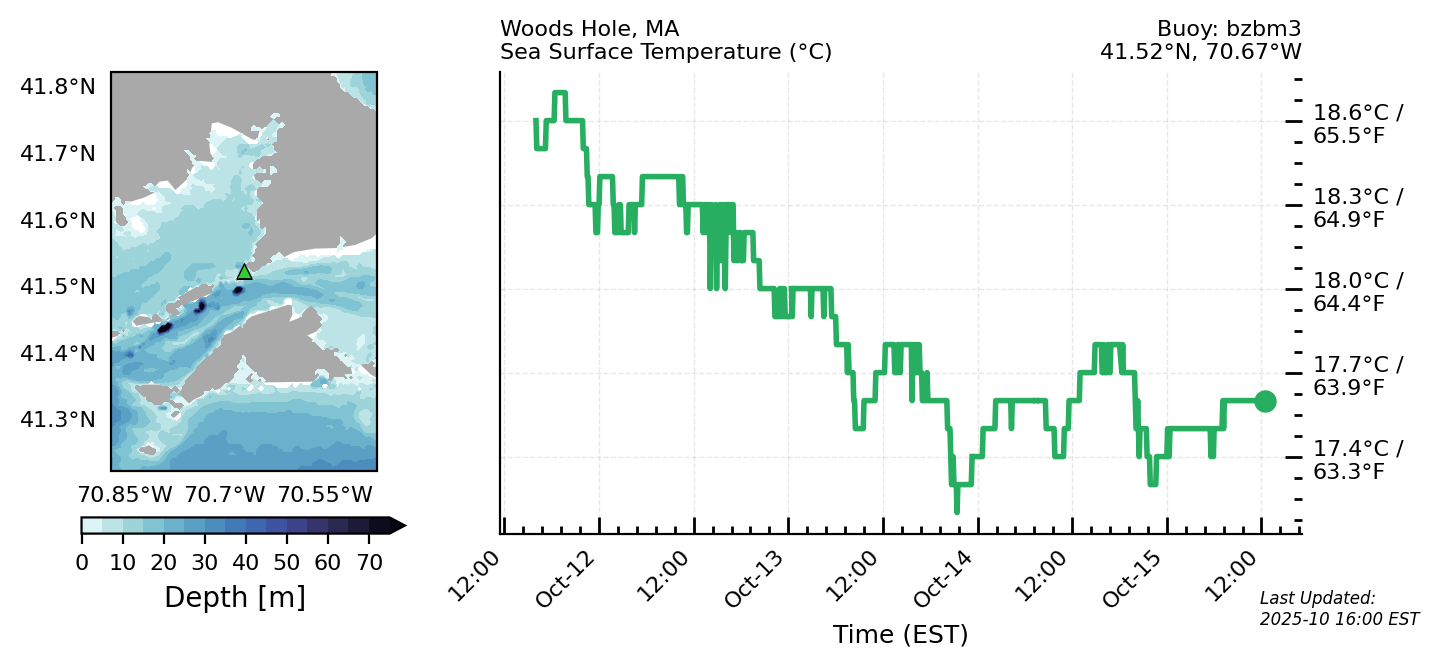 Woods Hole, MA
Sea Surface Temperature (°C)
Buoy: bzbm3
41.52°N, 70.67°W
41.8°N
41.7°N
41.6°N
41.5°N
41.4°N
41.3°N
70.85°W 70.7°W 70.55°W
0 10 20 30 40 50 60 70
Depth [m]
18.6°C /
65.5°F
18.3°C /
64.9°F
18.0°C /
64.4°F
17.7°C /
63.9°F
17.4°C /
63.3°F
12:00 Oct-12 12:00 Oct-13 12:00 Oct-14 12:00 Oct-15 12:00
Time (EST)
Last Updated:
2025-10 16:00 EST